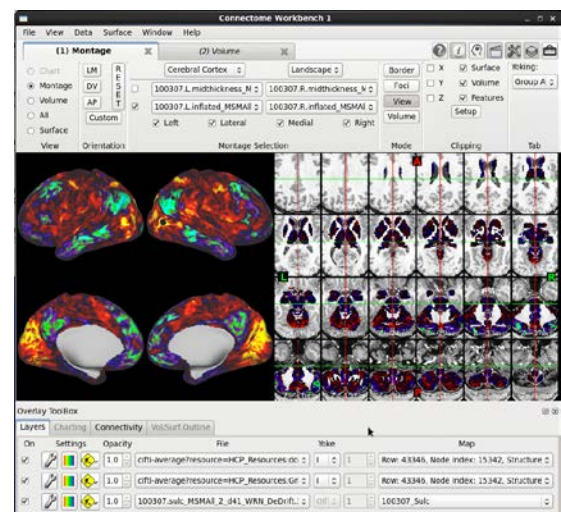 Connectome Workbench 1
File View Data Surface Window Help
(1) Montage (2) Volume
Chart LM R E S E T Cerebral Cortex Landscape Border X Surface Yoking:
Montage DV 100307.L.midthickness_M 100307.R.midthickness_M Foci Y Volume Group A
Volume AP 100307.L.inflated_MSMAll 100307.R.inflated_MSMAll View Z Features
All Custom Left Lateral Medial Right Volume Setup
Surface
View Orientation Montage Selection Mode Clipping Tab
A
L R
Overlay ToolBox
Layers Charting Connectivity Vol/Surf Outline
On Settings Opacity File Yoke Map
1.0 cifti-average?resource=HCP_Resources: I 1 Row: 43346, Node Index: 15342, Structure
1.0 cifti-average?resource=HCP_Resources: I 1 Row: 43346, Node Index: 15342, Structure
1.0 100307.sulc_MSMAll_2_d41_WRN_DeDrift. Off 1 100307_Sulc